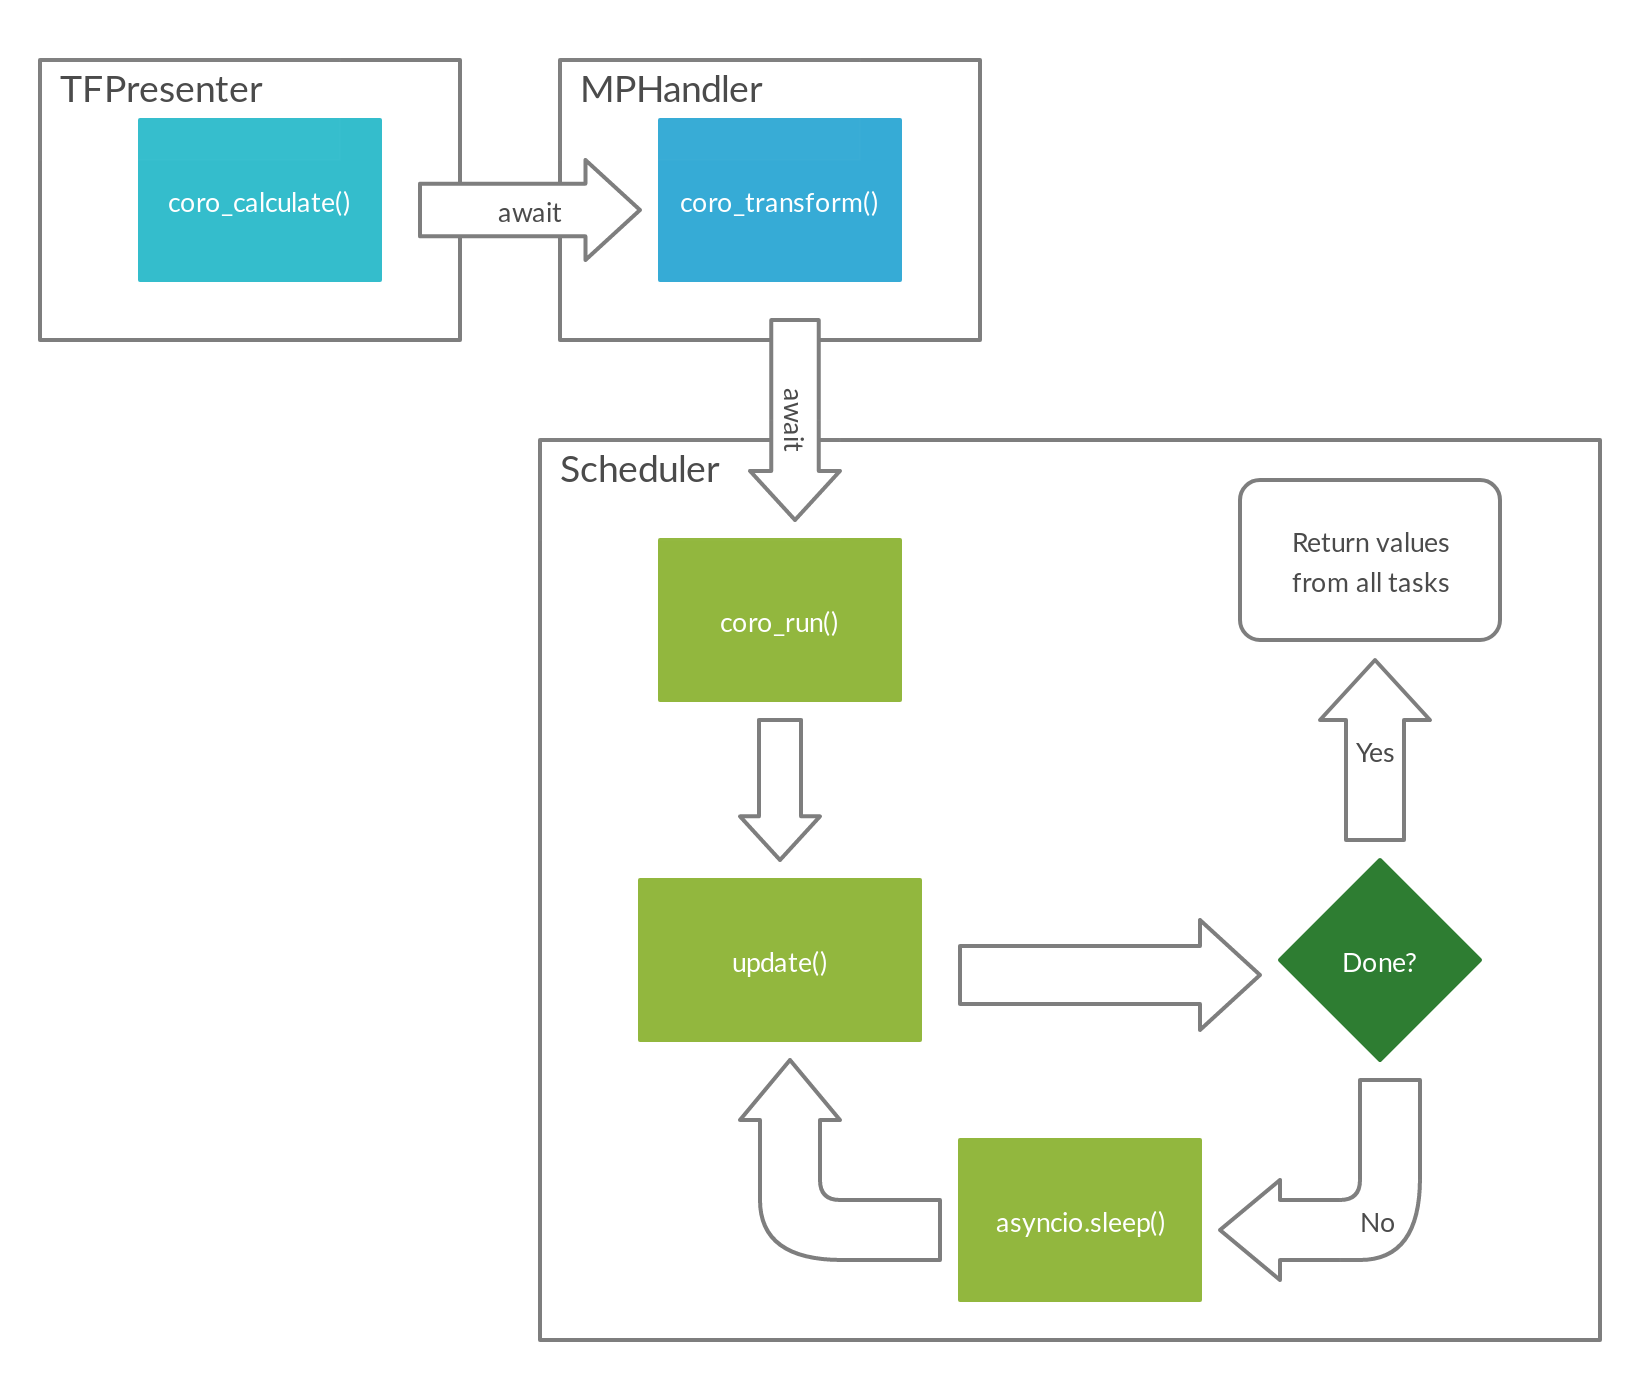 TFPresenter
coro_calculate()
await
MPHandler
coro_transform()
await
Scheduler
coro_run()
update()
Done?
Yes
Return values
from all tasks
No
asyncio.sleep()